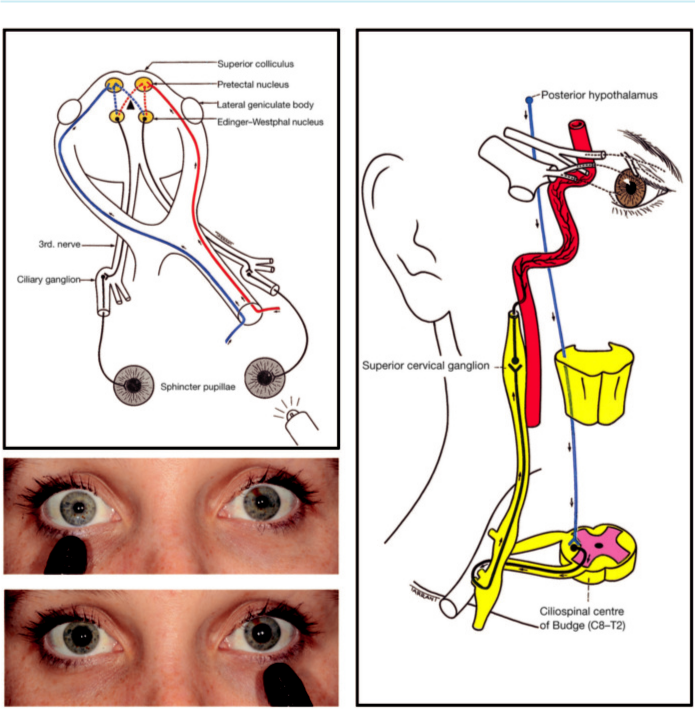 Superior colliculus
Pretectal nucleus
Lateral geniculate body
Edinger–Westphal nucleus
3rd. nerve
Ciliary ganglion
Sphincter pupillae
Posterior hypothalamus
Superior cervical ganglion
TARRANT
Ciliospinal centre
of Budge (C8–T2)